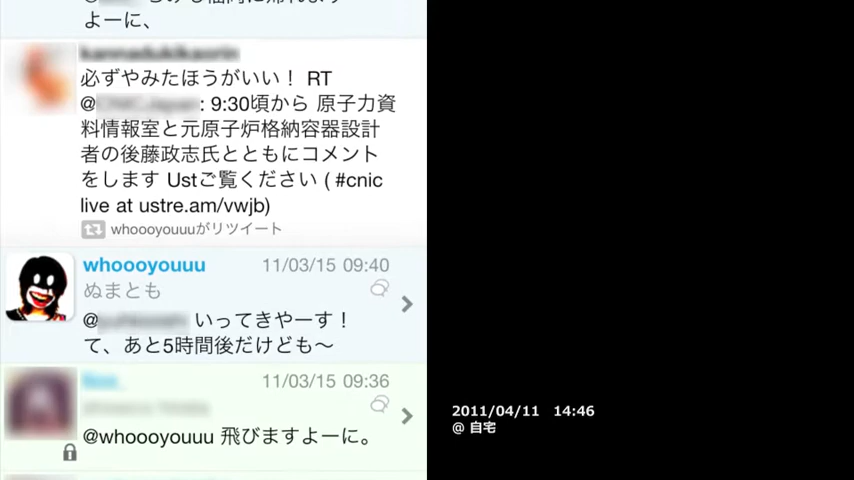 よーに、
必ずやみたほうがいい！ RT
@ : 9:30頃から 原子力資
料情報室と元原子炉格納容器設計
者の後藤政志氏とともにコメント
をします Ustご覧ください ( #cnic
live at ustre.am/vwjb)
whoooyouuuがリツイート
whoooyouuu 11/03/15 09:40
ぬまとも
@ いってきやーす！
て、あと5時間後だけども〜
11/03/15 09:36
@whoooyouuu 飛びますよーに。
2011/04/11 14:46
@ 自宅